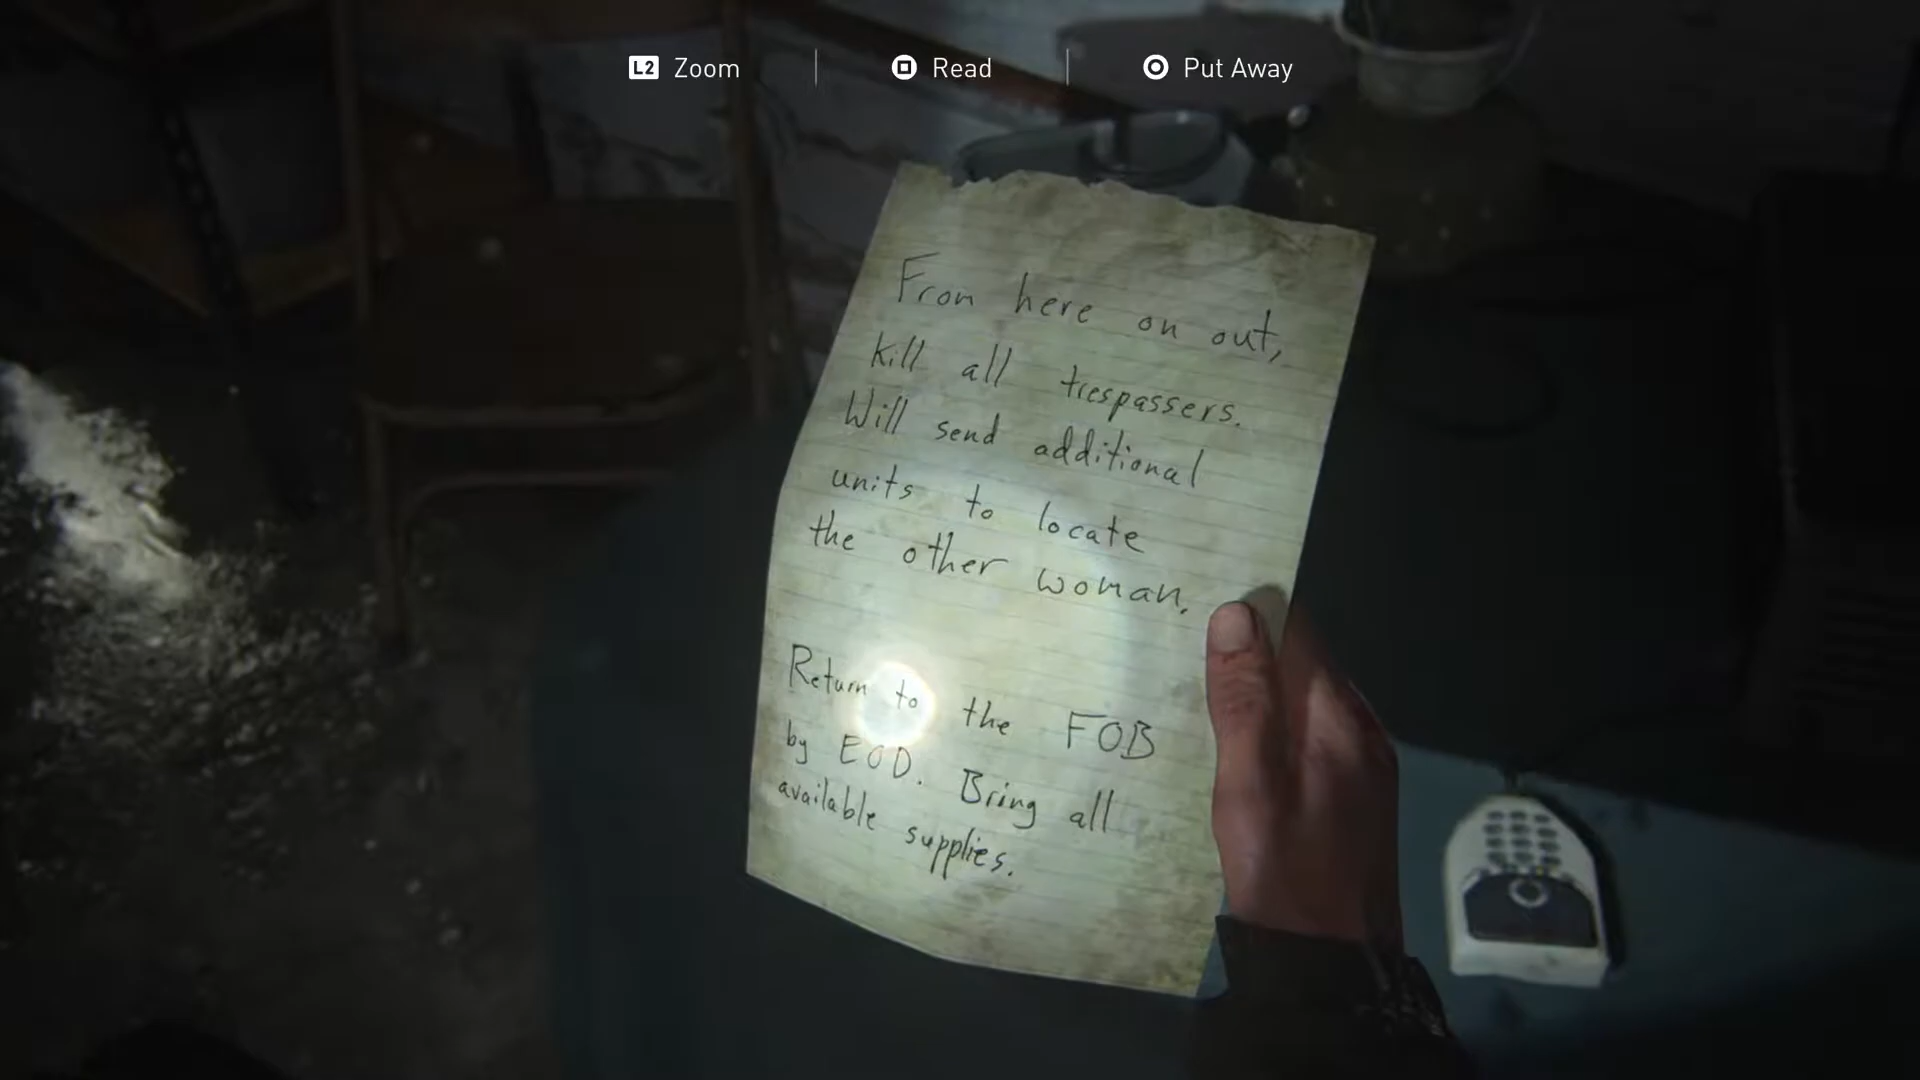 L2 Zoom Read Put Away
From here on out,
kill all trespassers.
Will send additional
units to locate
the other woman.
Return to the FOB
by EOD. Bring all
available supplies.